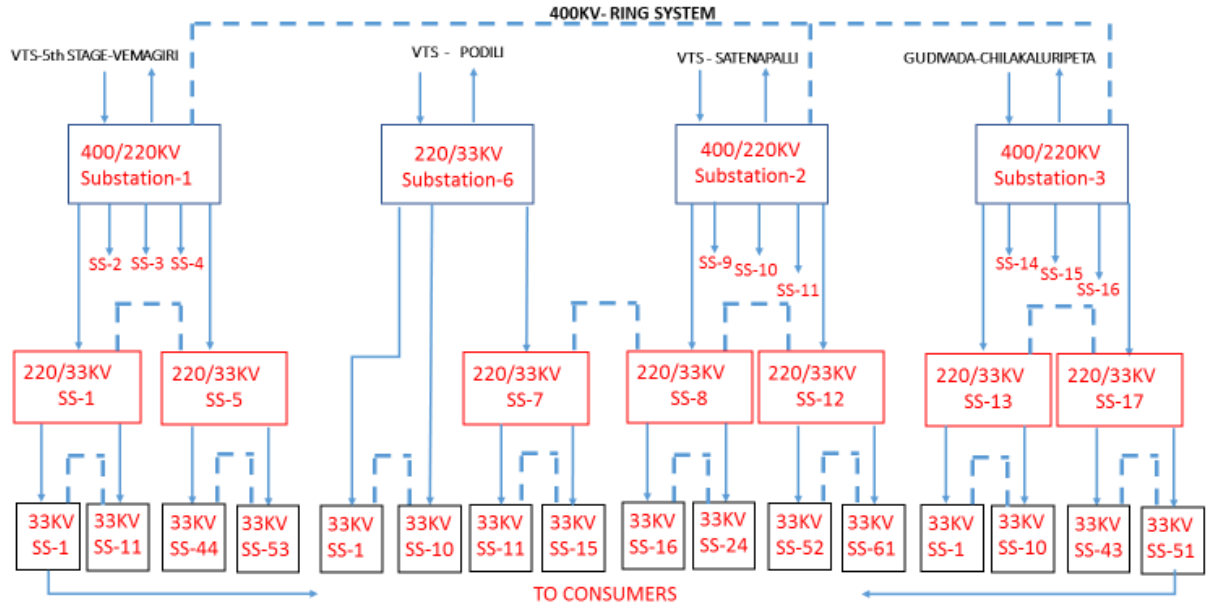 400KV- RING SYSTEM
VTS-5th STAGE-VEMAGIRI
VTS - PODILI
VTS - SATENAPALLI
GUDIVADA-CHILAKALURIPETA
400/220KV
Substation-1
220/33KV
Substation-6
400/220KV
Substation-2
400/220KV
Substation-3
SS-2
SS-3
SS-4
SS-9
SS-10
SS-11
SS-14
SS-15
SS-16
220/33KV
SS-1
220/33KV
SS-5
220/33KV
SS-7
220/33KV
SS-8
220/33KV
SS-12
220/33KV
SS-13
220/33KV
SS-17
33KV
SS-1
33KV
SS-11
33KV
SS-44
33KV
SS-53
33KV
SS-1
33KV
SS-10
33KV
SS-11
33KV
SS-15
33KV
SS-16
33KV
SS-24
33KV
SS-52
33KV
SS-61
33KV
SS-1
33KV
SS-10
33KV
SS-43
33KV
SS-51
TO CONSUMERS